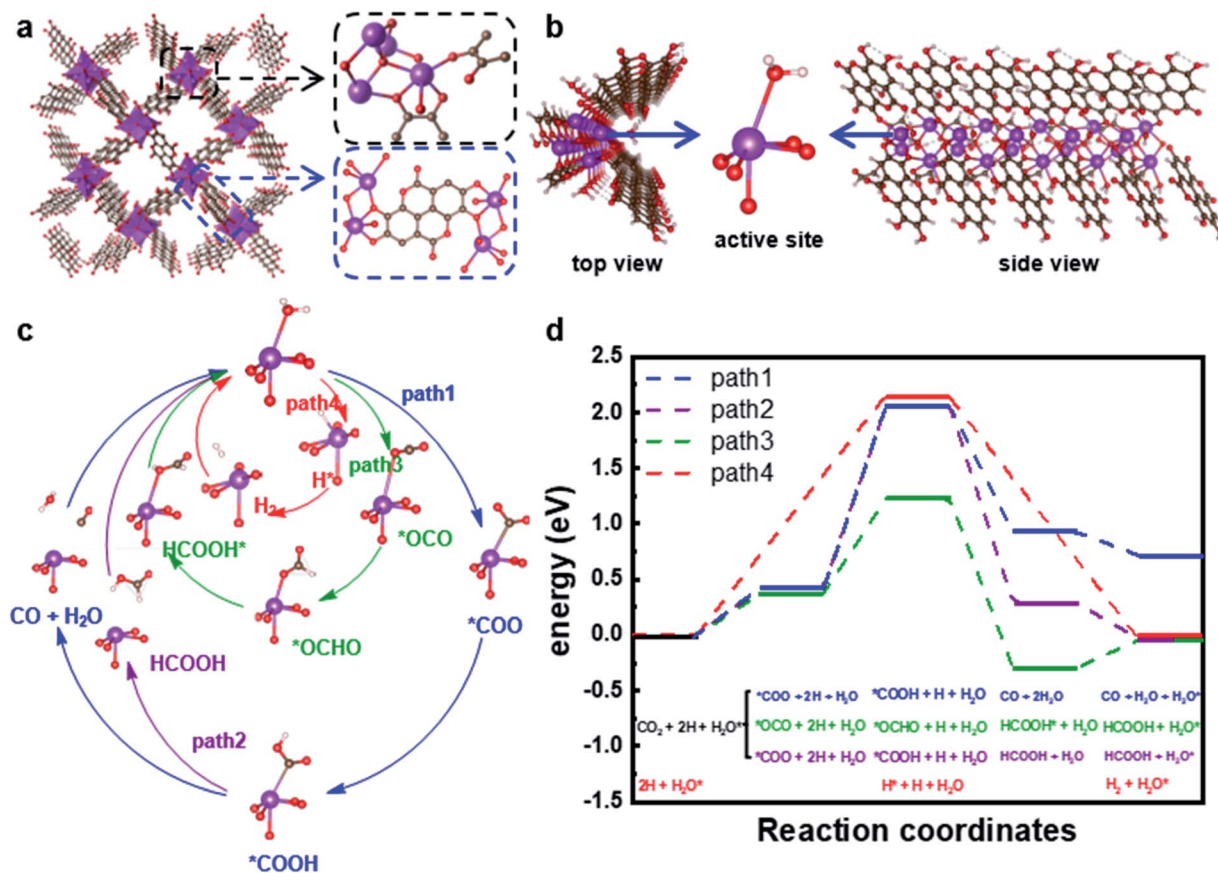 a
b
top view
active site
side view
c
path1
path4
path3
H*
H₂
*OCO
HCOOH*
*OCHO
*COO
CO + H₂O
HCOOH
path2
*COOH
d
energy (eV)
2.5
2.0
1.5
1.0
0.5
0.0
-0.5
-1.0
-1.5
path1
path2
path3
path4
*COO + 2H + H₂O *COOH + H + H₂O CO + 2H₂O CO + H₂O + H₂O*
CO₂ + 2H + H₂O* *OCO + 2H + H₂O *OCHO + H + H₂O HCOOH* + H₂O HCOOH + H₂O*
*COO + 2H + H₂O *COOH + H + H₂O HCOOH + H₂O HCOOH + H₂O*
2H + H₂O* H* + H + H₂O H₂ + H₂O*
Reaction coordinates